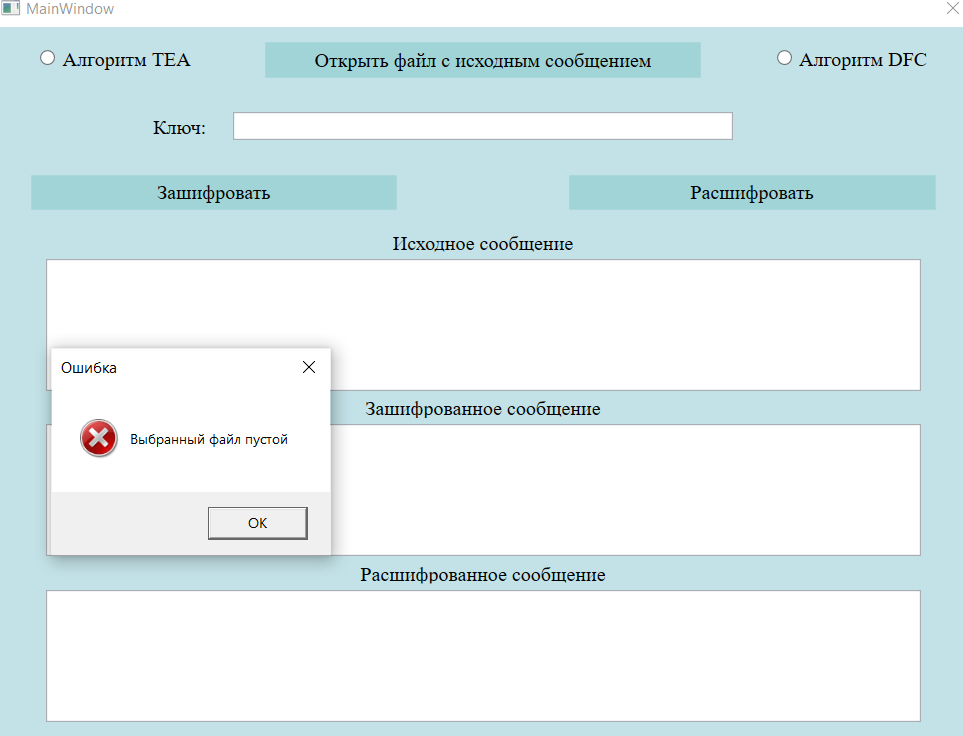 MainWindow
Алгоритм TEA
Открыть файл с исходным сообщением
Алгоритм DFC
Ключ:
Зашифровать
Расшифровать
Исходное сообщение
Ошибка
Выбранный файл пустой
OK
Зашифрованное сообщение
Расшифрованное сообщение